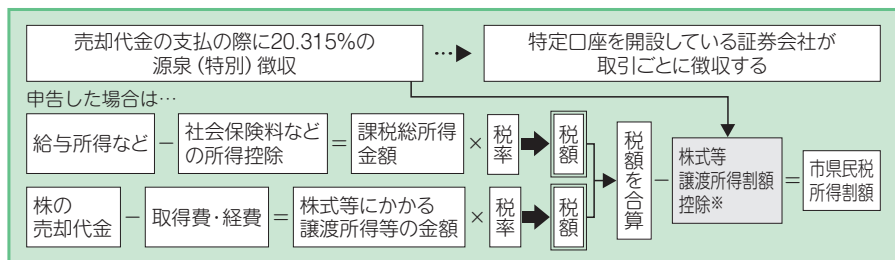 売却代金の支払の際に20.315%の
源泉(特別)徴収
…
特定口座を開設している証券会社が
取引ごとに徴収する
申告した場合は…
給与所得など
－
社会保険料など
の所得控除
＝
課税総所得
金額
×
税率
税額
株の
売却代金
－
取得費・経費
＝
株式等にかかる
譲渡所得等の金額
×
税率
税額
税額を合算
－
株式等
譲渡所得割額
控除※
＝
市県民税
所得割額